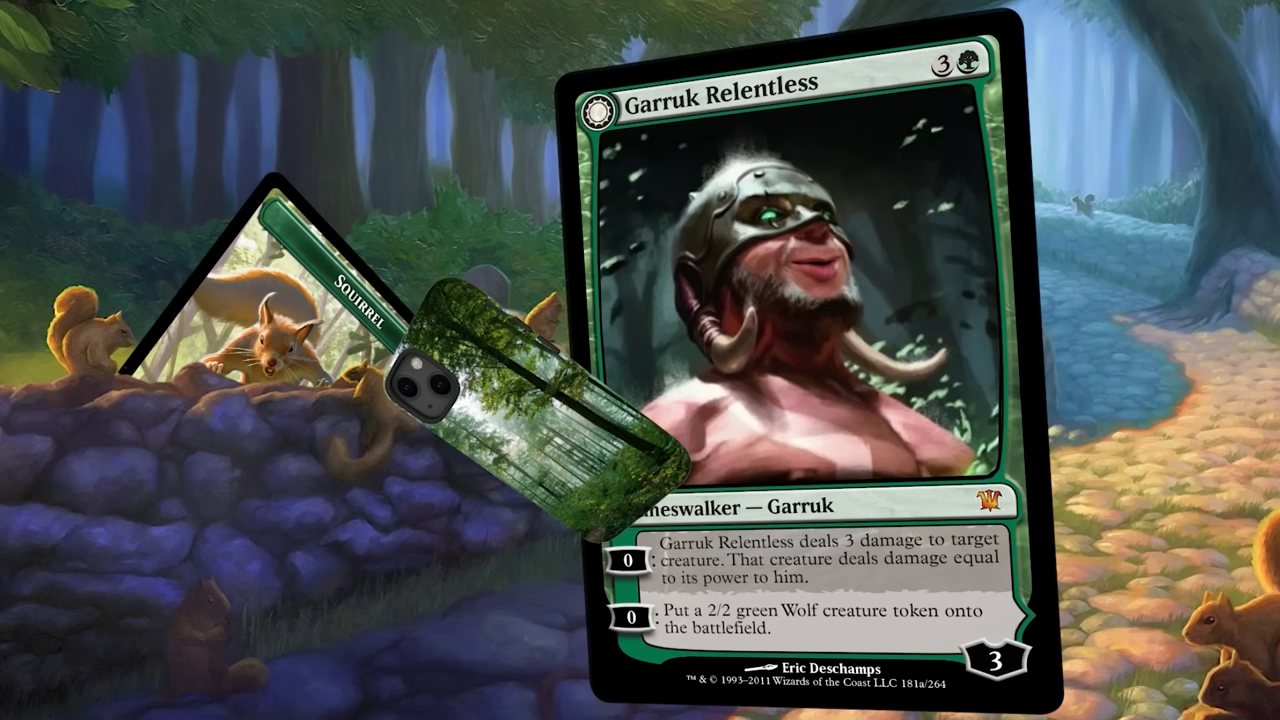 Garruk Relentless
3
Squirrel
neswalker — Garruk
0
: Garruk Relentless deals 3 damage to target
creature. That creature deals damage equal
to its power to him.
0
: Put a 2/2 green Wolf creature token onto
the battlefield.
3
Eric Deschamps
™ & © 1993–2011 Wizards of the Coast LLC 181a/264